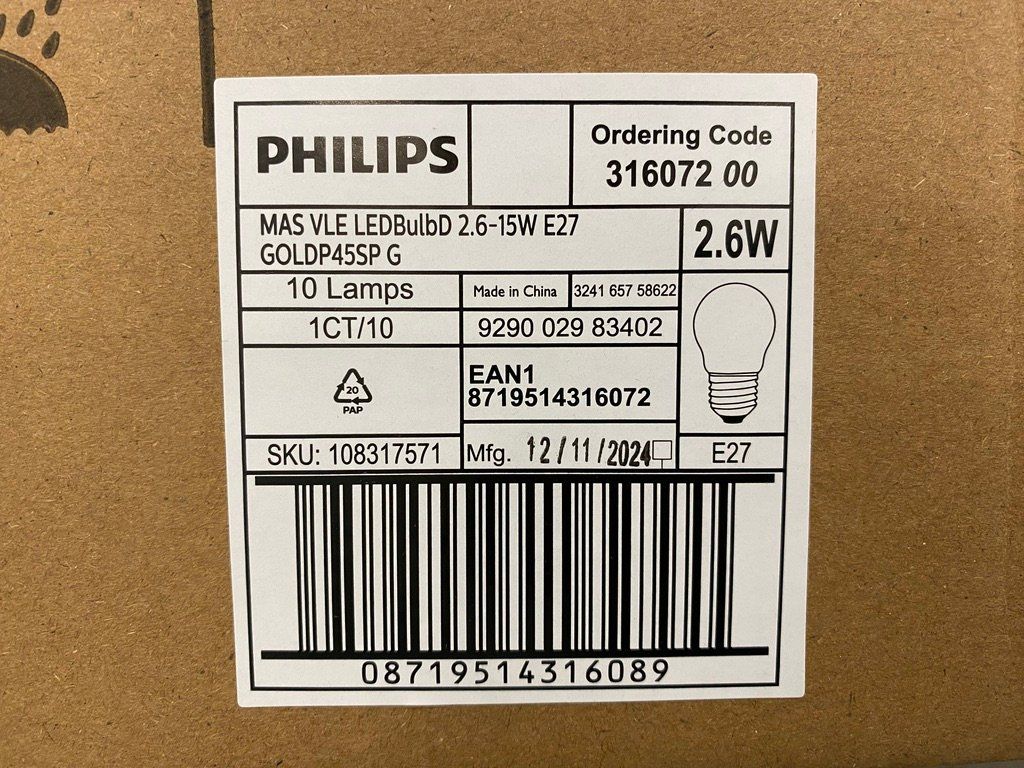 PHILIPS
Ordering Code
316072 00
MAS VLE LEDBulbD 2.6-15W E27
GOLDP45SP G
2.6W
10 Lamps
Made in China
3241 657 58622
1CT/10
9290 029 83402
20
PAP
EAN1
8719514316072
SKU: 108317571
Mfg. 12/11/2024
E27
08719514316089